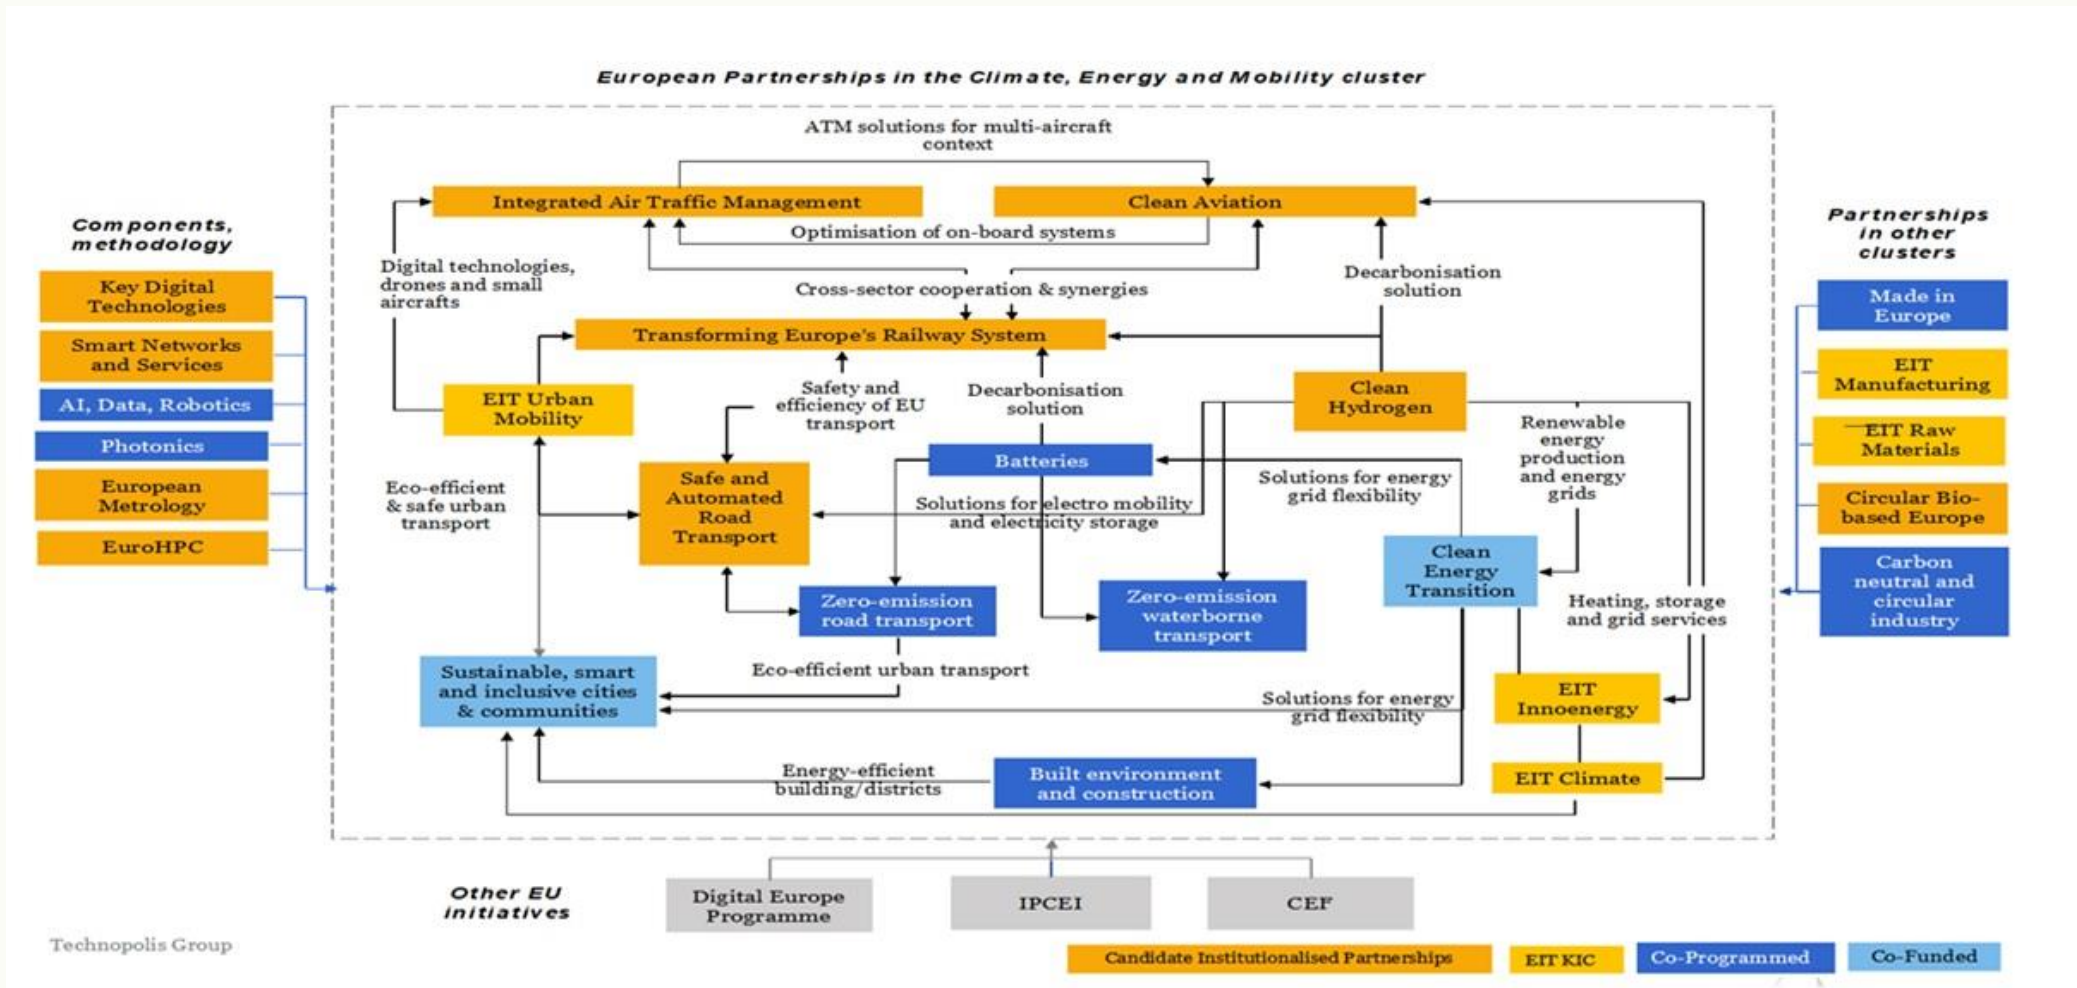 European Partnerships in the Climate, Energy and Mobility cluster
ATM solutions for multi-aircraft
context
Integrated Air Traffic Management
Clean Aviation
Optimisation of on-board systems
Digital technologies,
drones and small
aircrafts
Cross-sector cooperation & synergies
Decarbonisation
solution
Transforming Europe's Railway System
EIT Urban
Mobility
Safety and
efficiency of EU
transport
Decarbonisation
solution
Clean
Hydrogen
Renewable
energy
production
and energy
grids
Batteries
Eco-efficient
& safe urban
transport
Safe and
Automated
Road
Transport
Solutions for electro mobility
and electricity storage
Solutions for energy
grid flexibility
Clean
Energy
Transition
Zero-emission
road transport
Zero-emission
waterborne
transport
Heating, storage
and grid services
Sustainable, smart
and inclusive cities
& communities
Eco-efficient urban transport
Solutions for energy
grid flexibility
EIT
Innoenergy
Energy-efficient
building/districts
Built environment
and construction
EIT Climate
Components,
methodology
Key Digital
Technologies
Smart Networks
and Services
AI, Data, Robotics
Photonics
European
Metrology
EuroHPC
Partnerships
in other
clusters
Made in
Europe
EIT
Manufacturing
EIT Raw
Materials
Circular Bio-
based Europe
Carbon
neutral and
circular
industry
Other EU
initiatives
Digital Europe
Programme
IPCEI
CEF
Technopolis Group
Candidate Institutionalised Partnerships
EIT KIC
Co-Programmed
Co-Funded